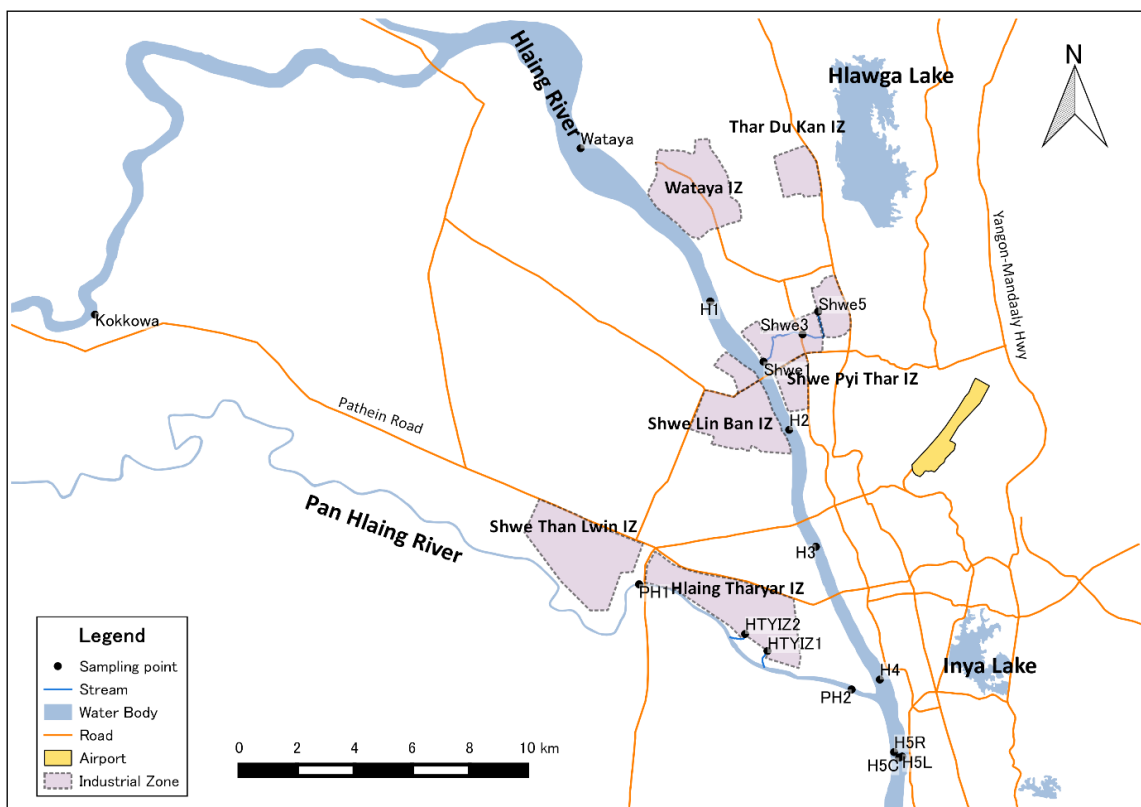 Hlaing River
Hlawga Lake
N
Thar Du Kan IZ
Wataya
Wataya IZ
Yangon-Mandaaly Hwy
H1
Shwe5
Shwe3
Kokkowa
Shwe1
Shwe Pyi Thar IZ
Pathein Road
Shwe Lin Ban IZ
H2
Pan Hlaing River
Shwe Than Lwin IZ
H3
PH1
Hlaing Tharyar IZ
HTYIZ2
HTYIZ1
Inya Lake
H4
PH2
H5R
H5C
H5L
Legend
Sampling point
Stream
Water Body
Road
Airport
Industrial Zone
0 2 4 6 8 10 km